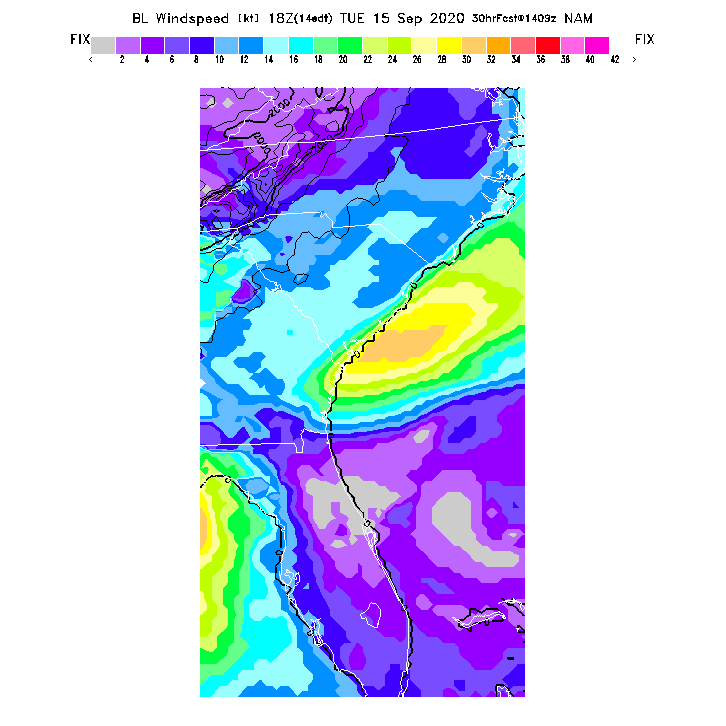 BL Windspeed [kt] 18Z(14edt) TUE 15 Sep 2020 30hrFcst@1409z NAM
FIX FIX
< 2 4 6 8 10 12 14 16 18 20 22 24 26 28 30 32 34 36 38 40 42 >
2000